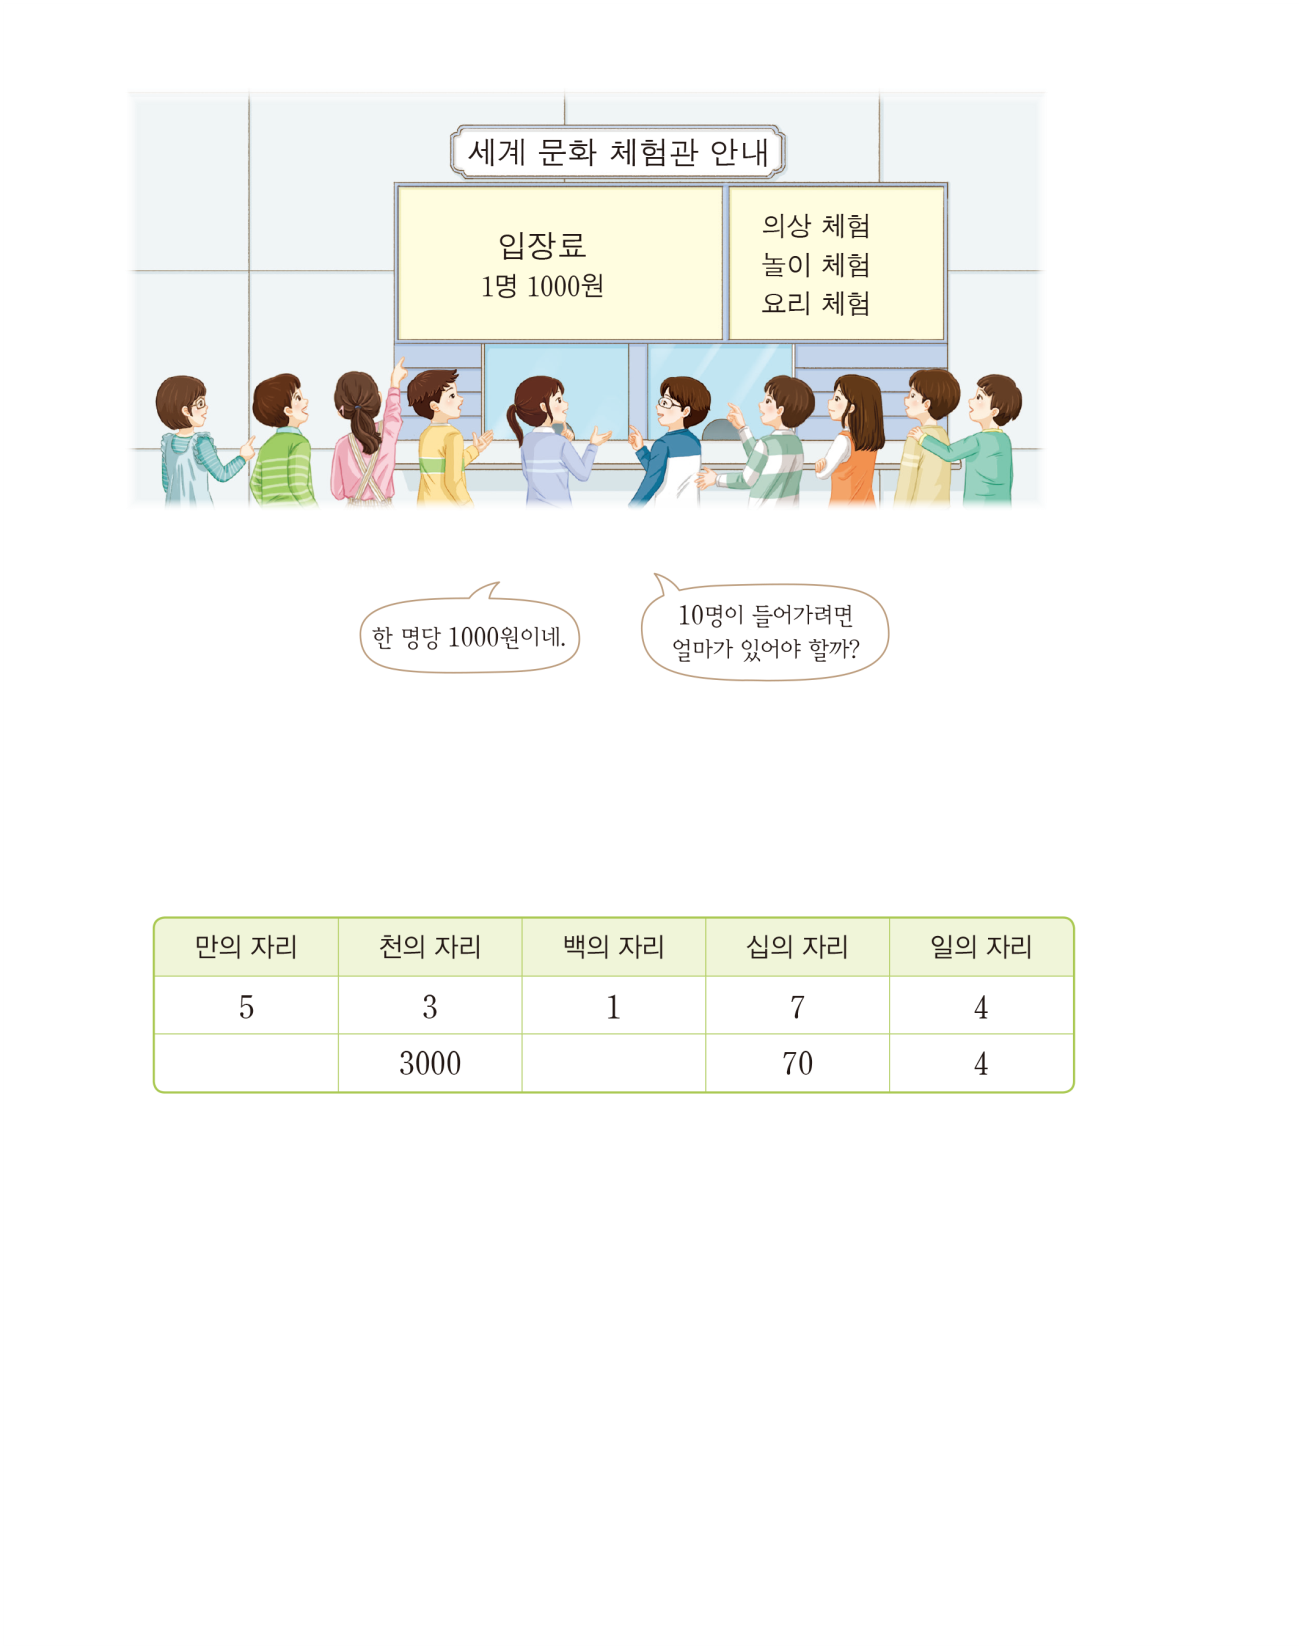 세계 문화 체험관 안내
입장료
1명 1000원
의상 체험
놀이 체험
요리 체험
한 명당 1000원이네.
10명이 들어가려면
얼마가 있어야 할까?
만의 자리 천의 자리 백의 자리 십의 자리 일의 자리
5 3 1 7 4
3000 70 4